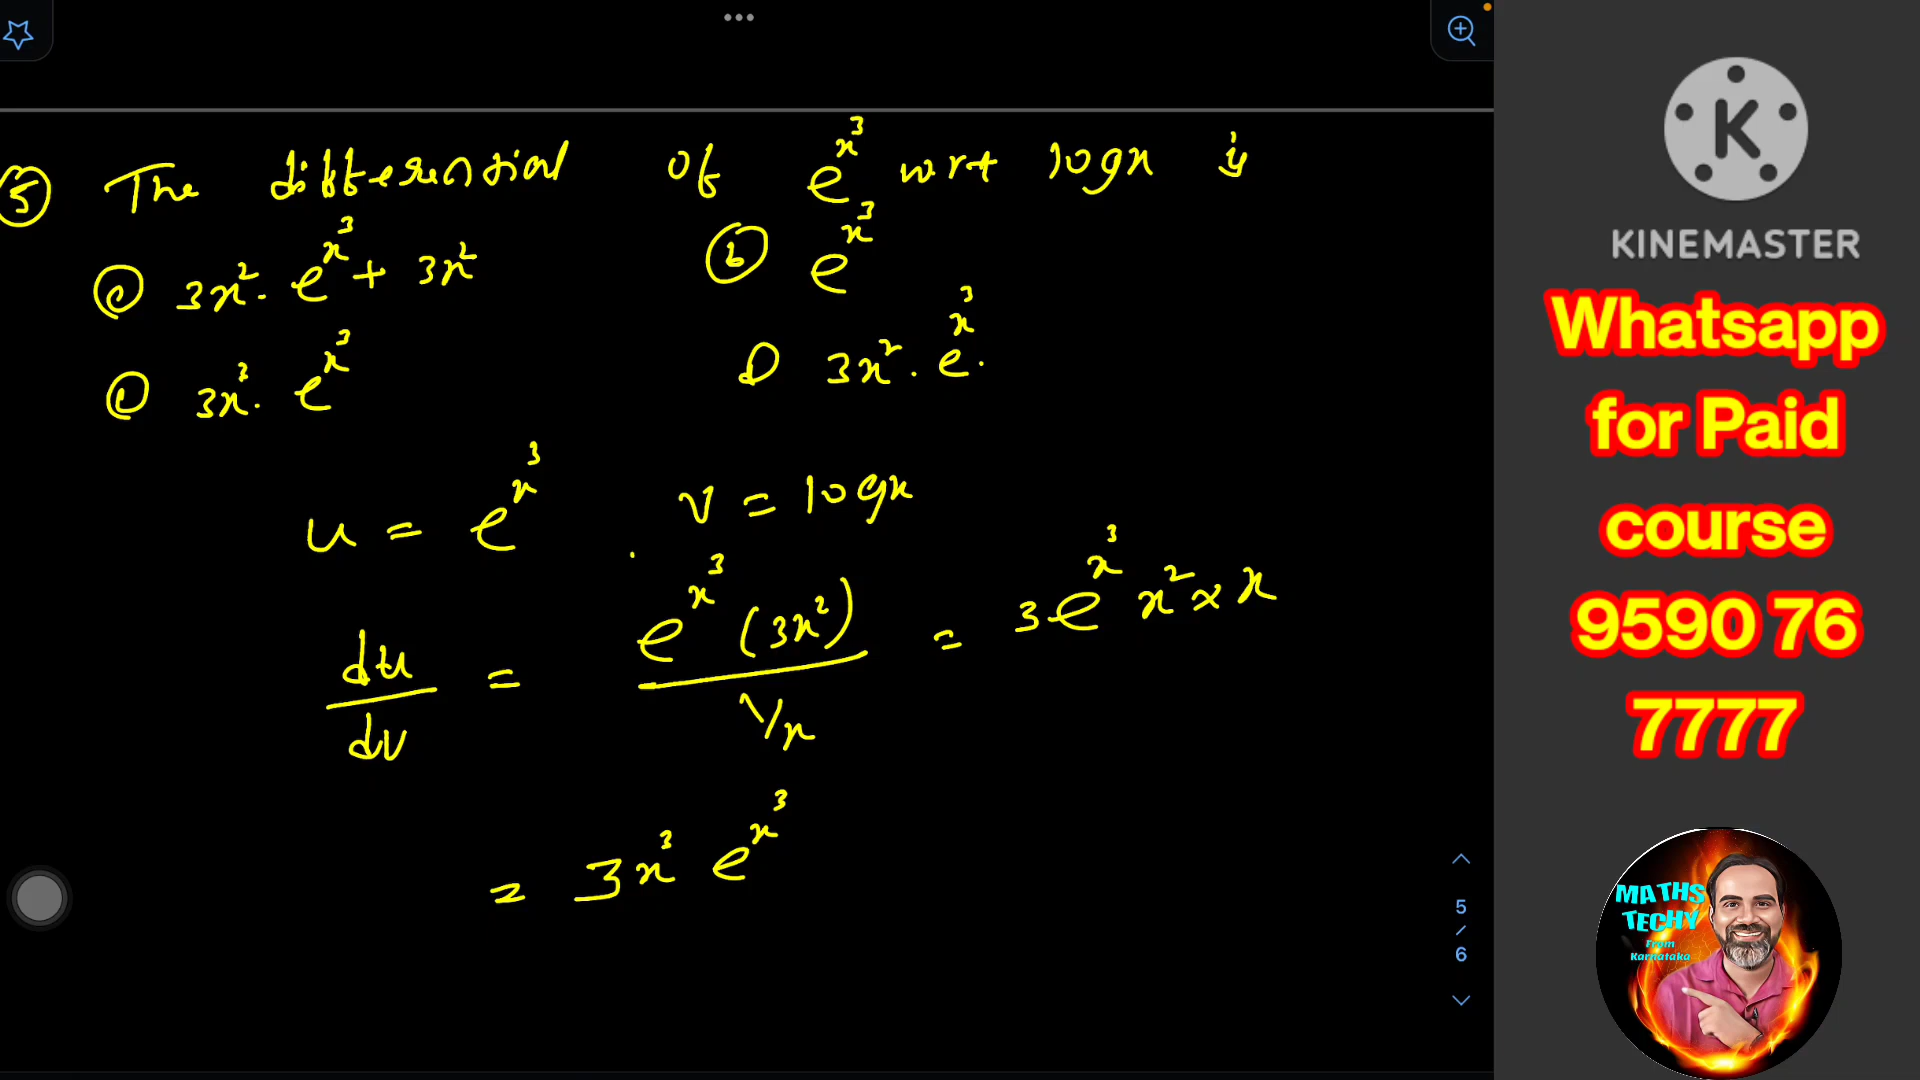 5 The differential of e^x^3 wrt logx is
a 3x^2. e^x^3 + 3x^2 b e^x^3
c 3x^3. e^x^3 D 3x^2. e^x^3.
u = e^x^3 . v = logx
du/dv = e^x^3 (3x^2) / 1/x = 3e^x^3 x^2 × x
= 3x^3 e^x^3
5
/
6
K
KINEMASTER
Whatsapp
for Paid
course
9590 76
7777
MATHS
TECHY
From
Karnataka